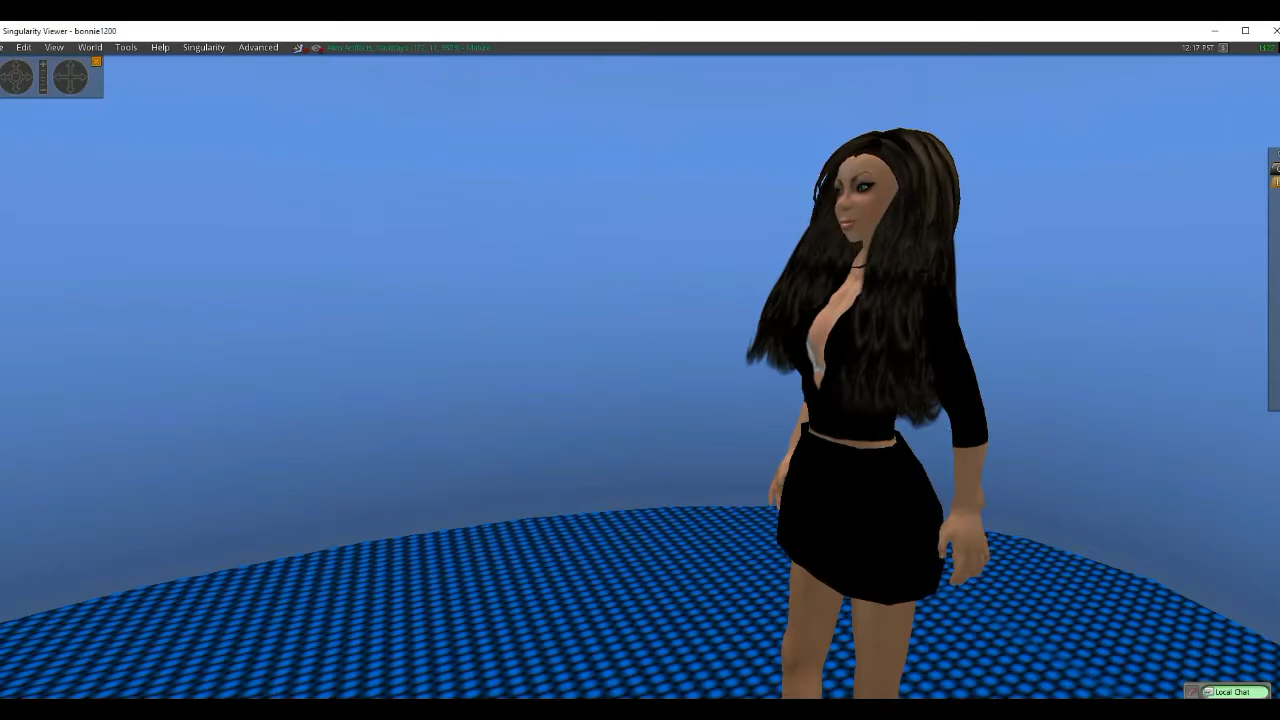 Singularity Viewer - bonnie1200
Edit View World Tools Help Singularity Advanced
12:17 PST
Local Chat